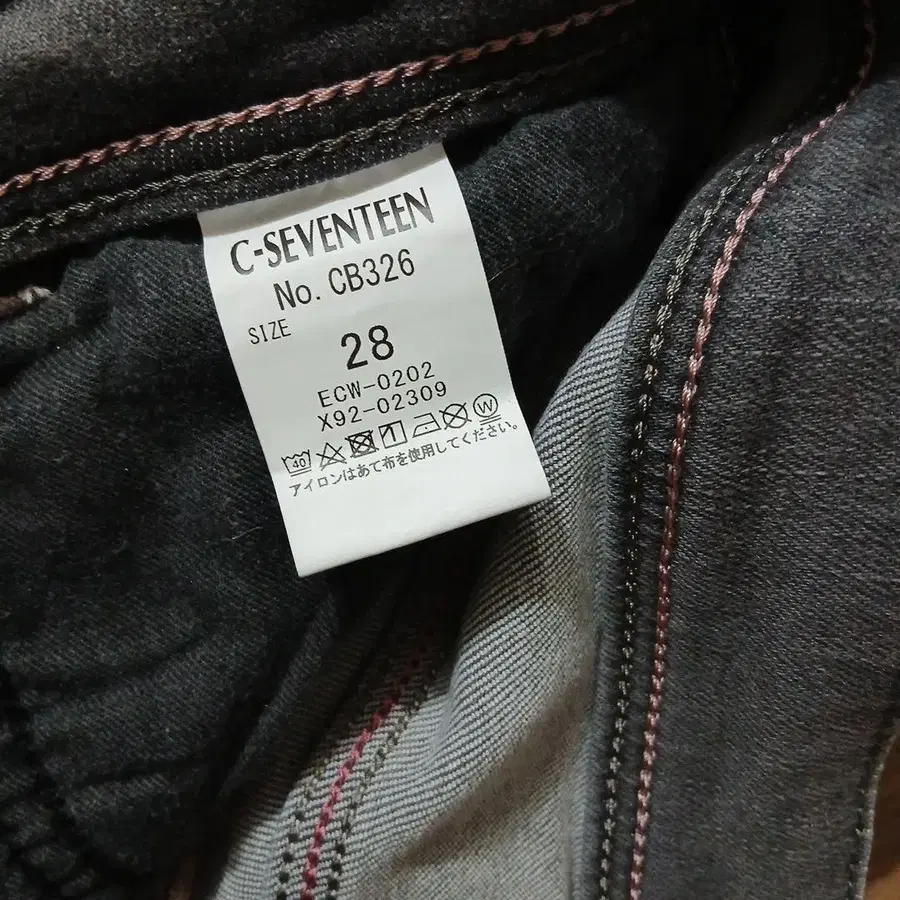 C-SEVENTEEN
No. CB326
SIZE
28
ECW-0202
X92-02309
40 W
アイロンはあて布を使用してください。